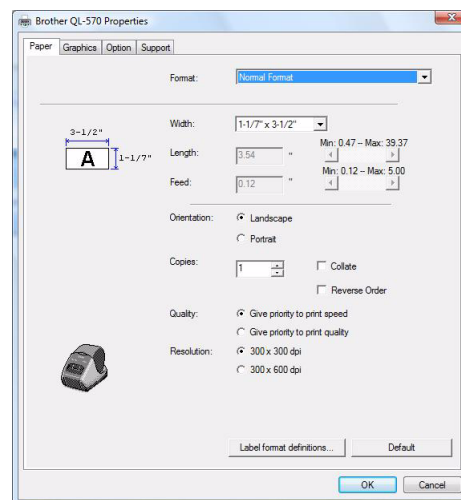 Brother QL-570 Properties
Paper Graphics Option Support
Format: Normal Format
Width: 1-1/7" x 3-1/2"
3-1/2"
A 1-1/7"
Min: 0.47 – Max: 39.37
Length: 3.54 "
Min: 0.12 – Max: 5.00
Feed: 0.12 "
Orientation: Landscape
Portrait
Copies: 1 Collate
Reverse Order
Quality: Give priority to print speed
Give priority to print quality
Resolution: 300 x 300 dpi
300 x 600 dpi
Label format definitions... Default
OK Cancel